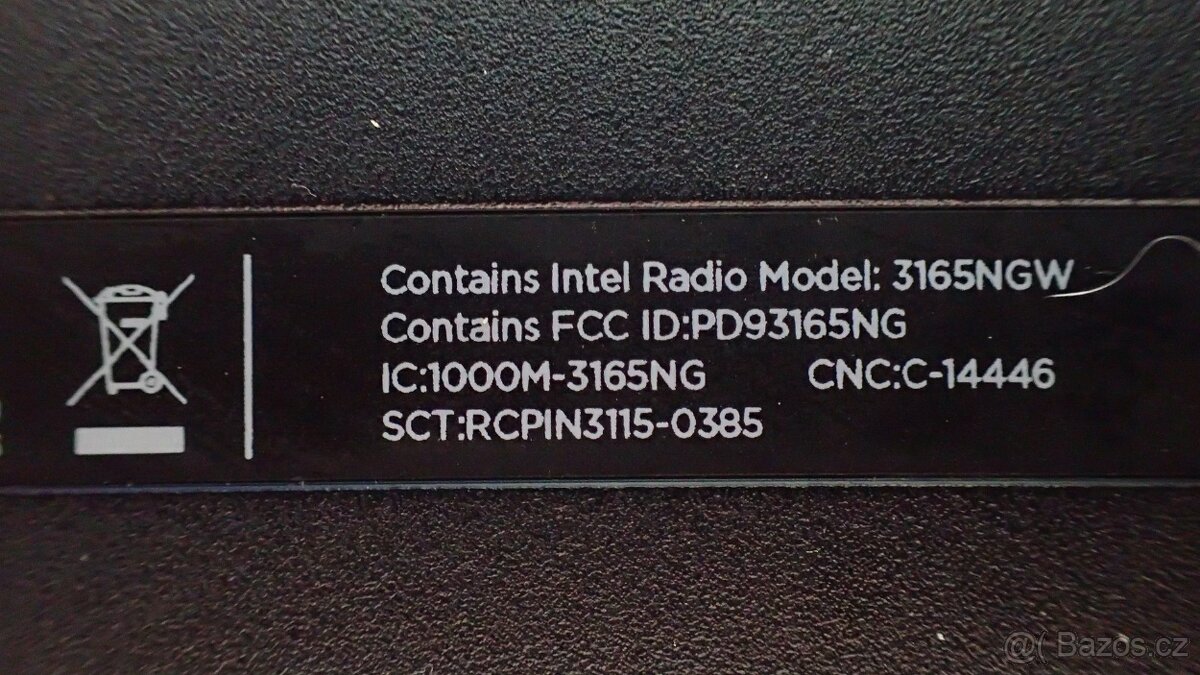 Contains Intel Radio Model: 3165NGW
Contains FCC ID:PD93165NG
IC:1000M-3165NG CNC:C-14446
SCT:RCPIN3115-0385
@( Bazos.cz